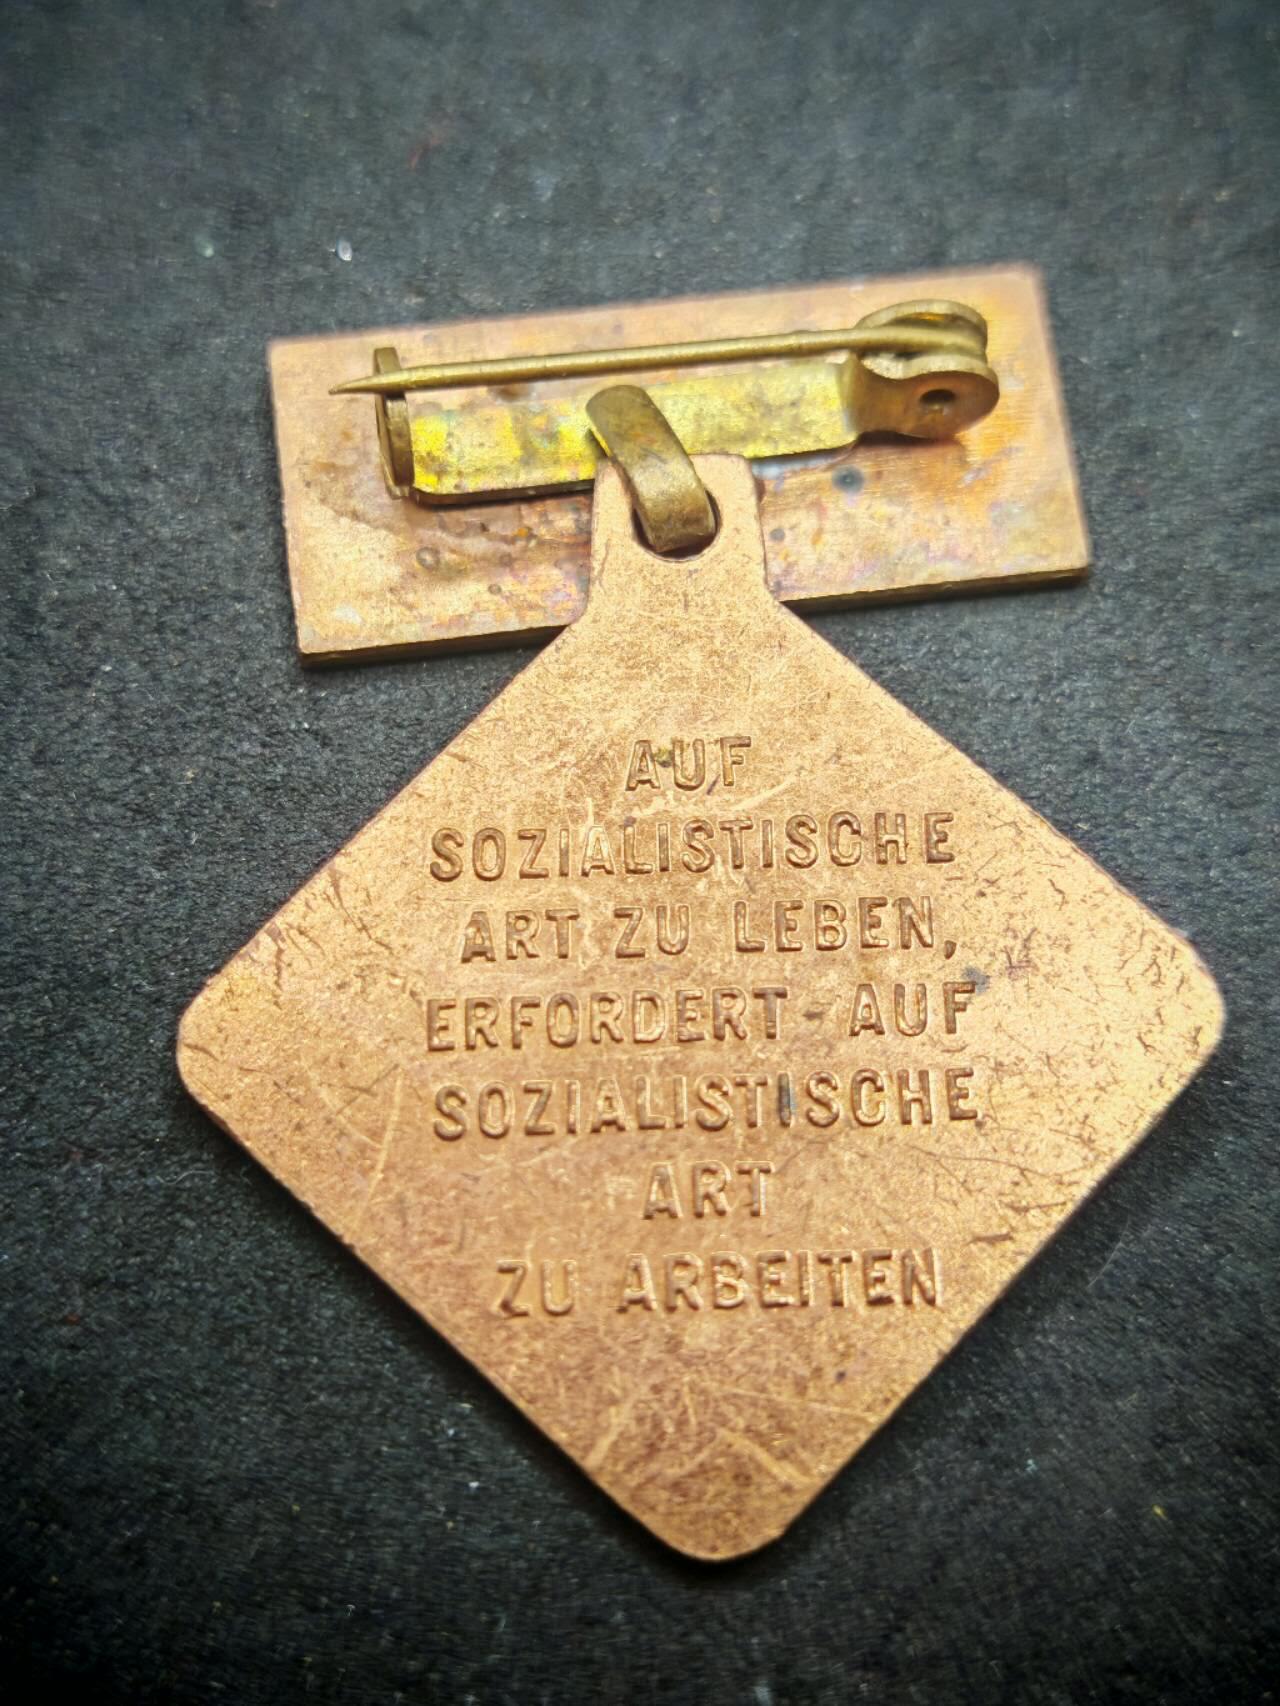 AUF
SOZIALISTISCHE
ART ZU LEBEN,
ERFORDERT AUF
SOZIALISTISCHE
ART
ZU ARBEITEN